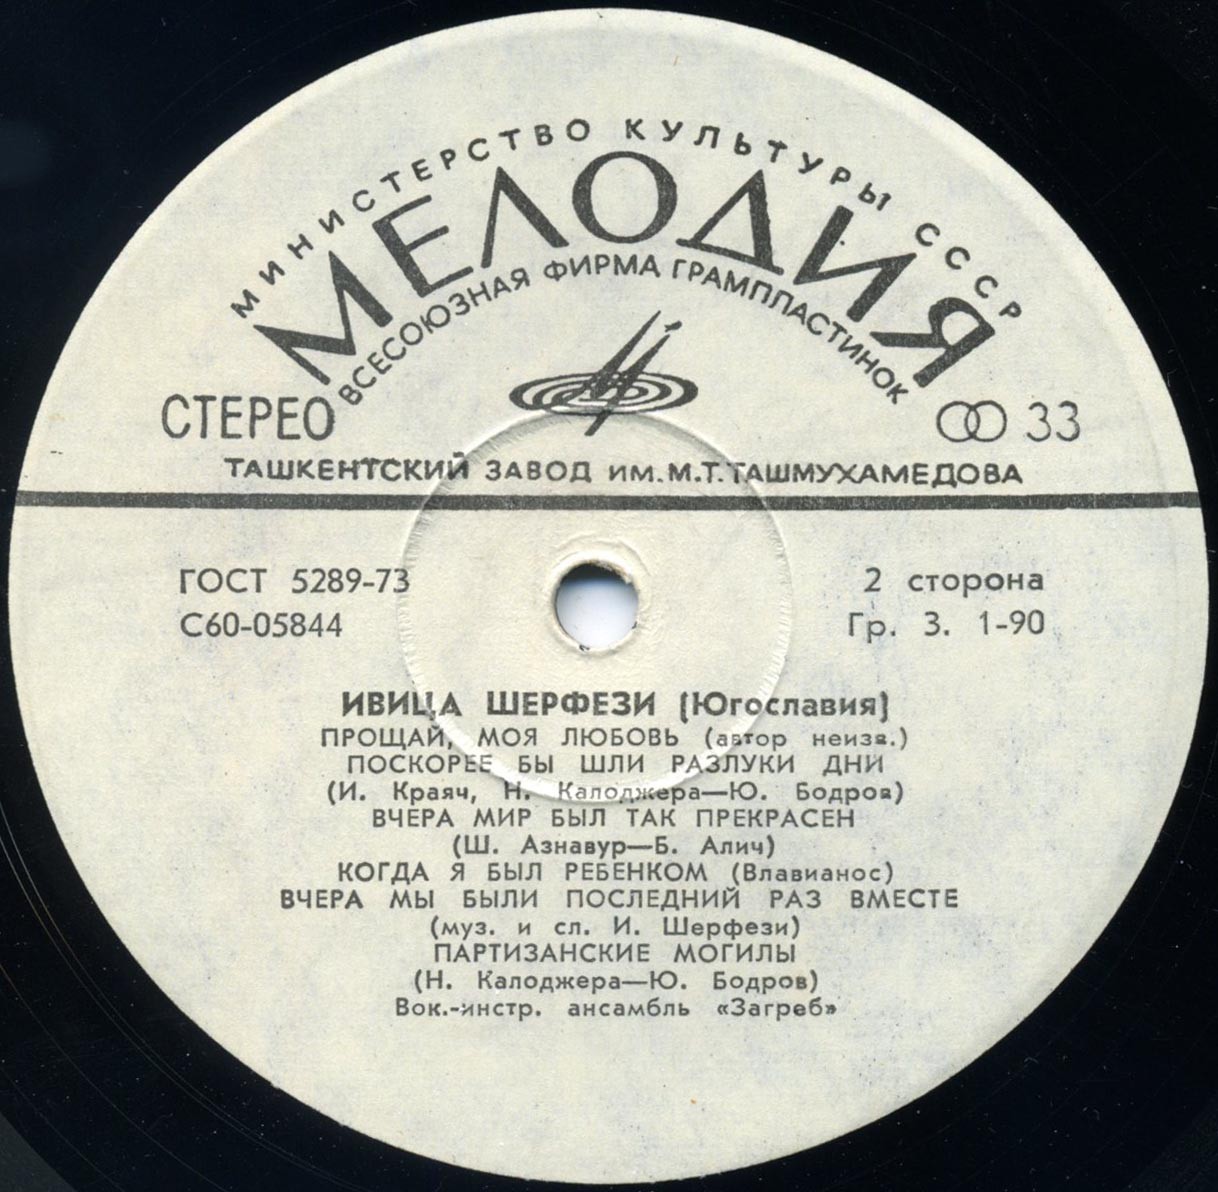 МИНИСТЕРСТВО КУЛЬТУРЫ СССР
МЕЛОДИЯ
ВСЕСОЮЗНАЯ ФИРМА ГРАМПЛАСТИНОК
СТЕРЕО
33
ТАШКЕНТСКИЙ ЗАВОД ИМ. М.Т. ТАШМУХАМЕДОВА
ГОСТ 5289-73
2 сторона
С60-05844
Гр. 3. 1-90
ИВИЦА ШЕРФЕЗИ (Югославия)
ПРОЩАЙ, МОЯ ЛЮБОВЬ (автор неизв.)
ПОСКОРЕЕ БЫ ШЛИ РАЗЛУКИ ДНИ
(И. Краяч, Н. Калоджера—Ю. Бодров)
ВЧЕРА МИР БЫЛ ТАК ПРЕКРАСЕН
(Ш. Азнавур—Б. Алич)
КОГДА Я БЫЛ РЕБЕНКОМ (Влавианос)
ВЧЕРА МЫ БЫЛИ ПОСЛЕДНИЙ РАЗ ВМЕСТЕ
(муз. и сл. И. Шерфези)
ПАРТИЗАНСКИЕ МОГИЛЫ
(Н. Калоджера—Ю. Бодров)
Вок.-инстр. ансамбль «Загреб»